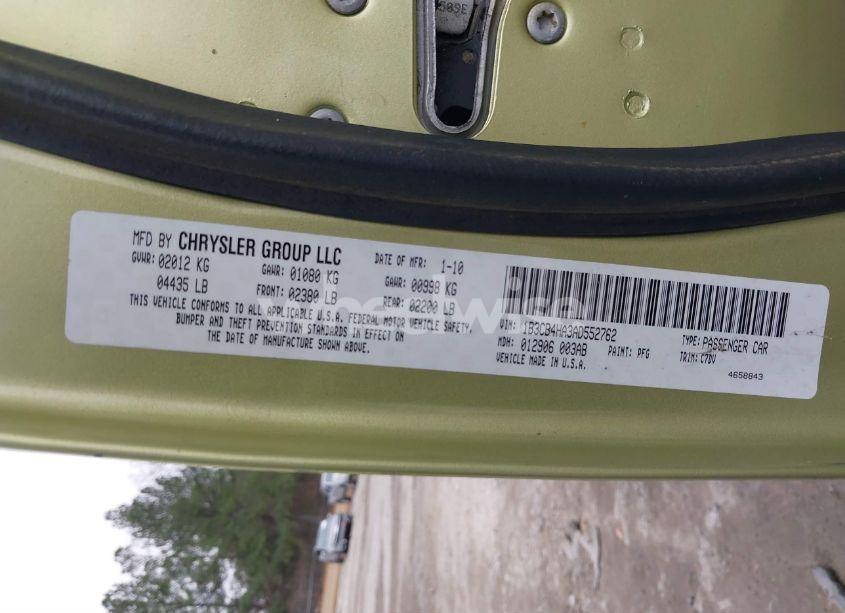 589E
MFD BY CHRYSLER GROUP LLC DATE OF MFR: 1-10
GVWR: 02012 KG GAWR: 01080 KG GAWR: 00998 KG
04435 LB FRONT: 02380 LB REAR: 02200 LB
THIS VEHICLE CONFORMS TO ALL APPLICABLE U.S.A. FEDERAL MOTOR VEHICLE SAFETY,
BUMPER AND THEFT PREVENTION STANDARDS IN EFFECT ON
THE DATE OF MANUFACTURE SHOWN ABOVE.
VIN: 1B3CB4HA3AD552762 TYPE: PASSENGER CAR
MDH: 012906 003AB PAINT: PFG TRIM: C7DV
VEHICLE MADE IN U.S.A. 4658843